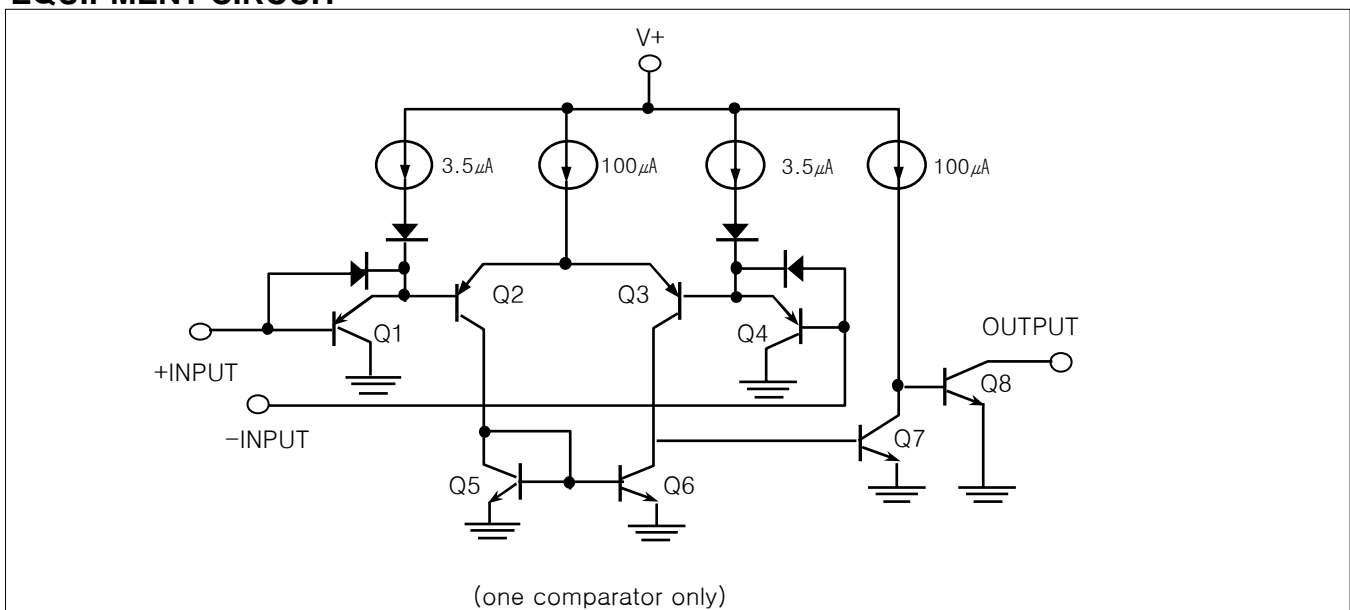 EQUIPMENT CIRCUIT
V+
3.5㎂ 100㎂ 3.5㎂ 100㎂
Q2 Q3
Q1 Q4 OUTPUT
+INPUT Q8
-INPUT Q7
Q5 Q6
(one comparator only)